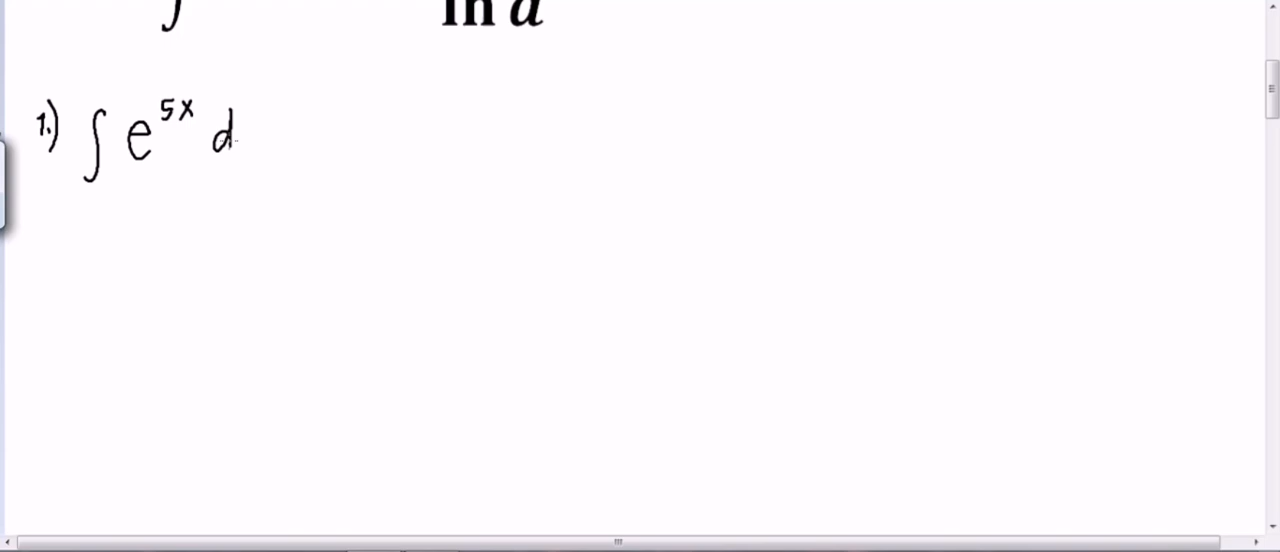 ∫ ln a
1.) ∫ e^{5x} d